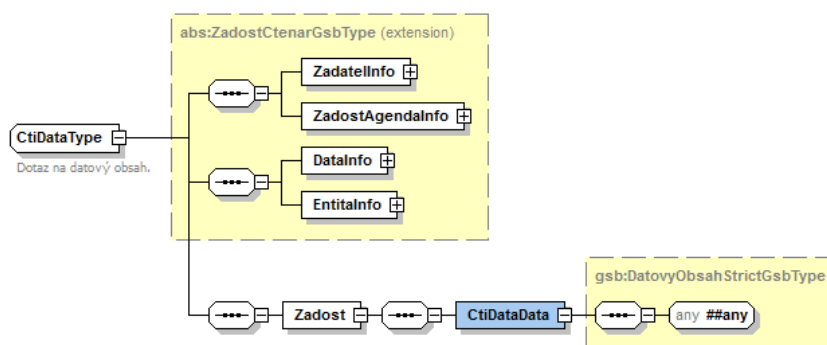 abs:ZadostCtenarGsbType (extension)
ZadatelInfo
ZadostAgendaInfo
CtiDataType
Dotaz na datový obsah.
DataInfo
EntitaInfo
gsb:DatovyObsahStrictGsbType
Zadost
CtiDataData
any ##any